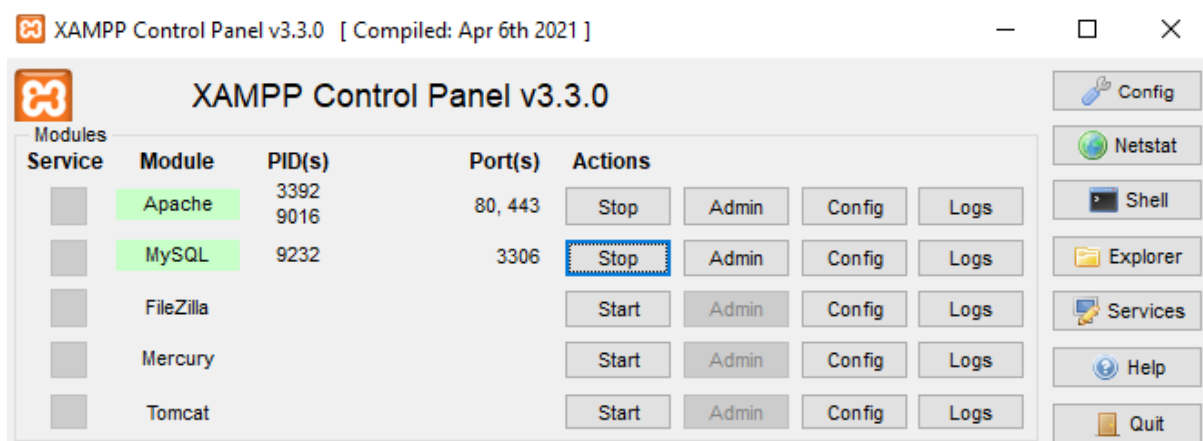 XAMPP Control Panel v3.3.0 [ Compiled: Apr 6th 2021 ]
XAMPP Control Panel v3.3.0
Modules
Service Module PID(s) Port(s) Actions
Apache 3392 9016 80, 443 Stop Admin Config Logs
MySQL 9232 3306 Stop Admin Config Logs
FileZilla Start Admin Config Logs
Mercury Start Admin Config Logs
Tomcat Start Admin Config Logs
Config
Netstat
Shell
Explorer
Services
Help
Quit